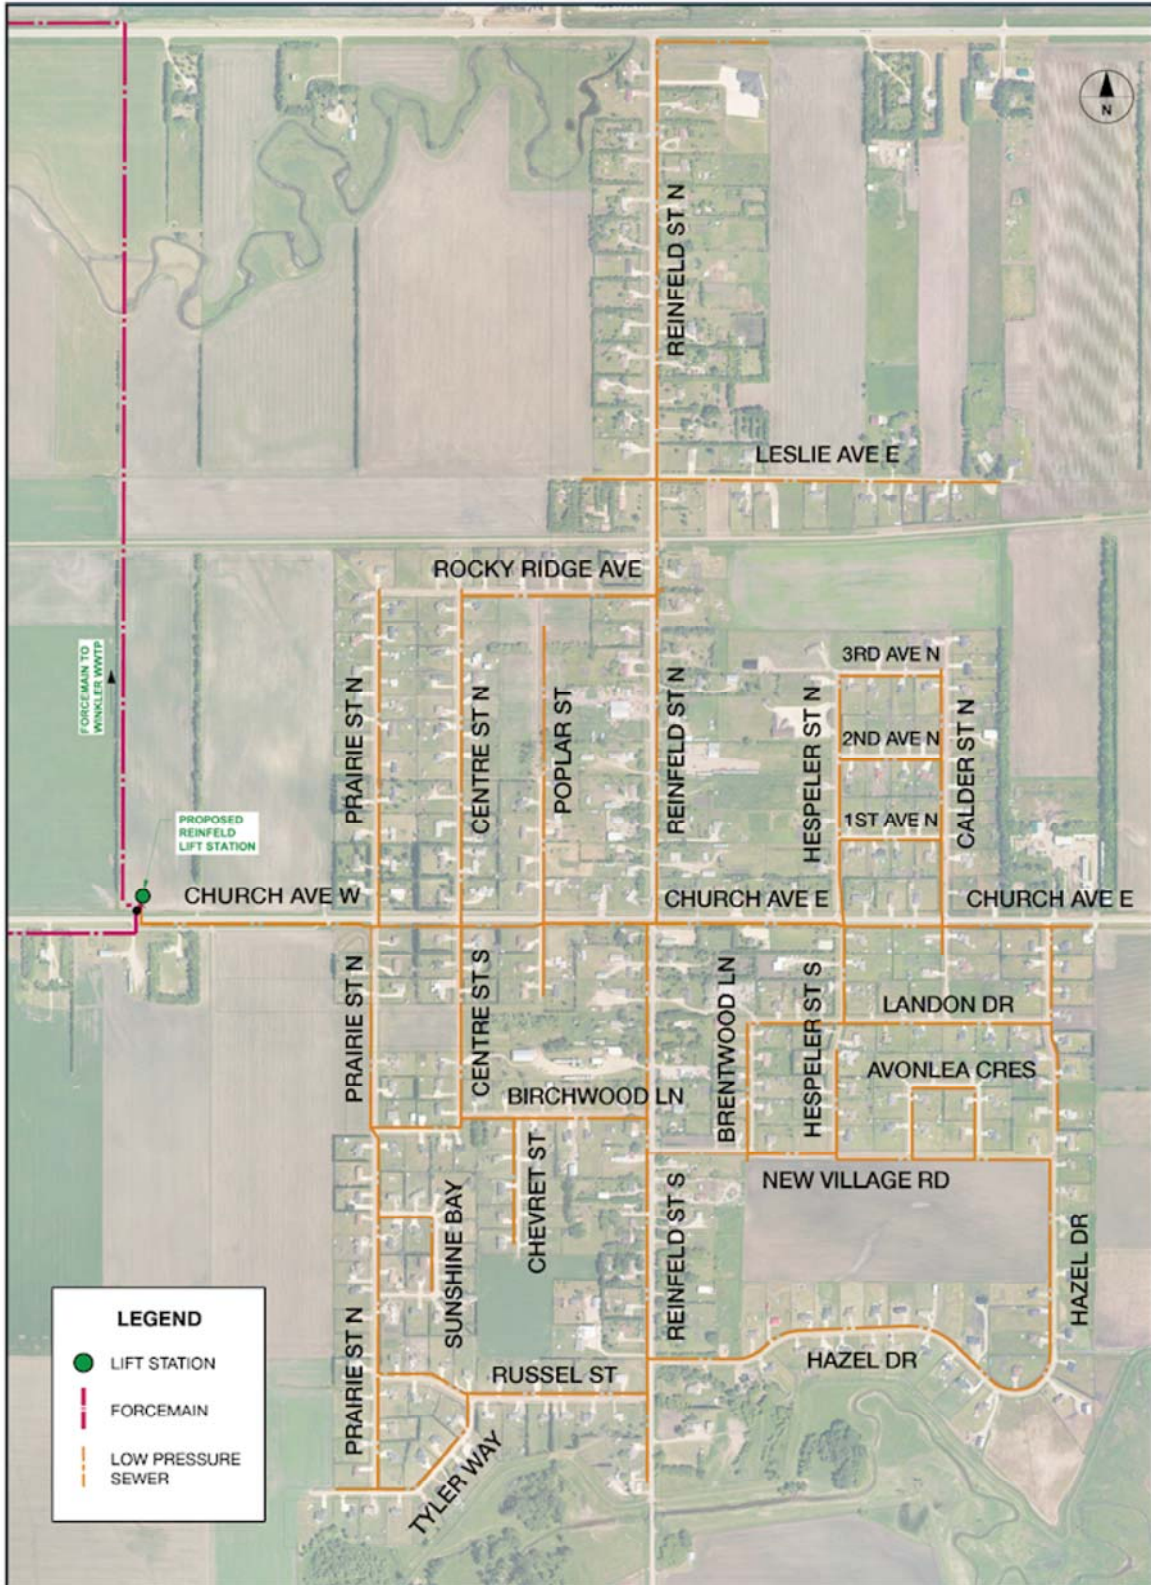 N
REINFELD ST N
LESLIE AVE E
ROCKY RIDGE AVE
FORCEMAIN TO
WINKLER WWTP
PRAIRIE ST N
CENTRE ST N
POPLAR ST
REINFELD ST N
HESPELER ST N
3RD AVE N
2ND AVE N
1ST AVE N
CALDER ST N
PROPOSED
REINFELD
LIFT STATION
CHURCH AVE W
CHURCH AVE E
CHURCH AVE E
PRAIRIE ST N
CENTRE ST S
BRENTWOOD LN
HESPELER ST S
LANDON DR
AVONLEA CRES
BIRCHWOOD LN
CHEVRET ST
NEW VILLAGE RD
SUNSHINE BAY
REINFELD ST S
HAZEL DR
HAZEL DR
RUSSEL ST
PRAIRIE ST N
TYLER WAY
LEGEND
LIFT STATION
FORCEMAIN
LOW PRESSURE
SEWER